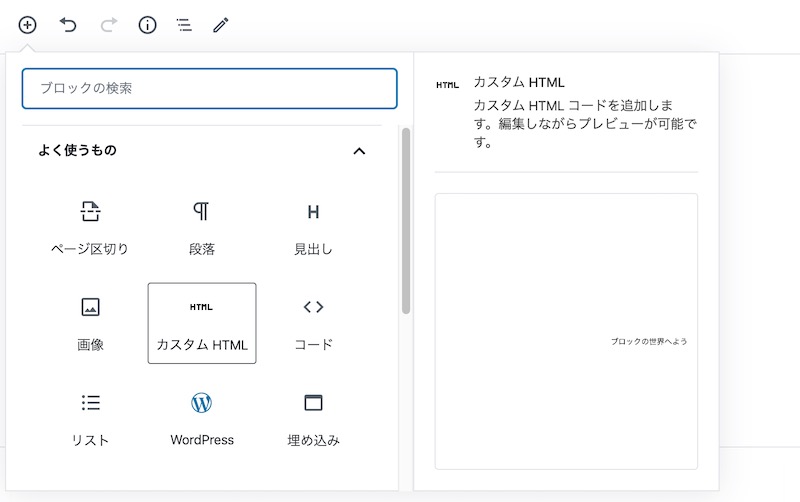 ブロックの検索
よく使うもの
ページ区切り
段落
見出し
画像
HTML
カスタム HTML
コード
リスト
WordPress
埋め込み
HTML
カスタム HTML
カスタム HTML コードを追加しま
す。編集しながらプレビューが可能で
す。
ブロックの世界へよう